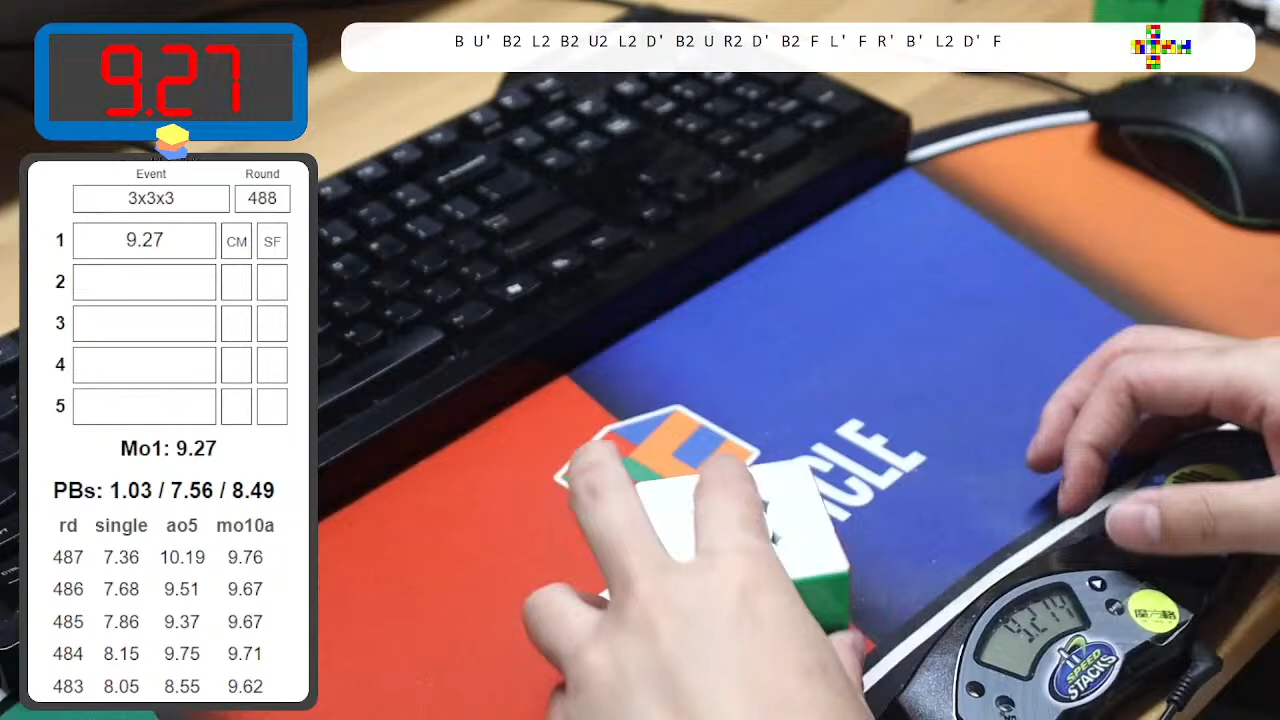 9.27
B U' B2 L2 B2 U2 L2 D' B2 U R2 D' B2 F L' F R' B' L2 D' F
Event Round
3x3x3 488
1 9.27 CM SF
2
3
4
5
Mo1: 9.27
PBs: 1.03 / 7.56 / 8.49
rd single ao5 mo10a
487 7.36 10.19 9.76
486 7.68 9.51 9.67
485 7.86 9.37 9.67
484 8.15 9.75 9.71
483 8.05 8.55 9.62
ICLE
SPEED
STACKS